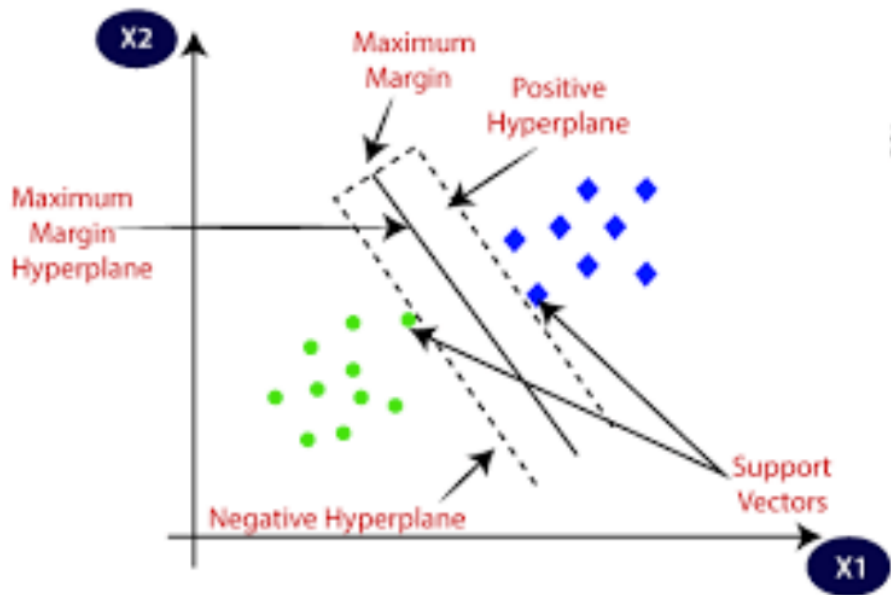 X2
Maximum
Margin
Positive
Hyperplane
Maximum
Margin
Hyperplane
Support
Vectors
Negative Hyperplane
X1